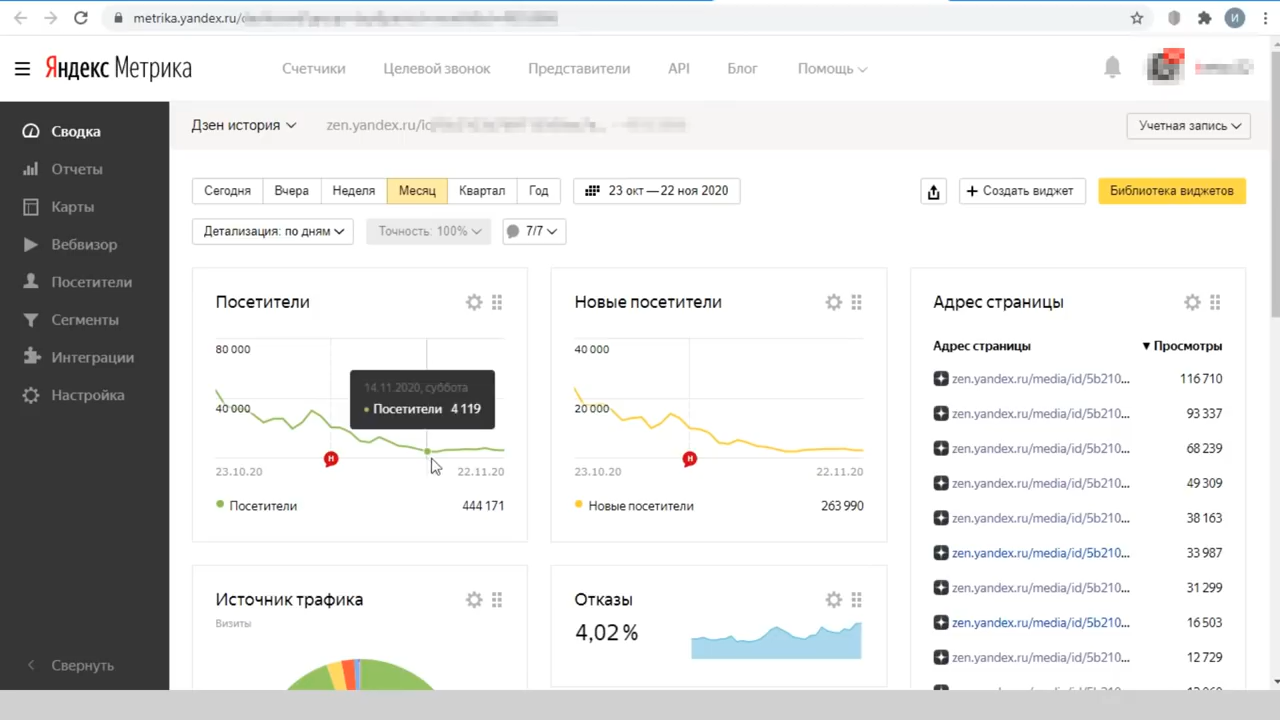 metrika.yandex.ru/
И
Яндекс Метрика
Счетчики
Целевой звонок
Представители
API
Блог
Помощь
Сводка
Отчеты
Карты
Вебвизор
Посетители
Сегменты
Интеграции
Настройка
Свернуть
Дзен история
zen.yandex.ru/
Учетная запись
Сегодня
Вчера
Неделя
Месяц
Квартал
Год
23 окт — 22 ноя 2020
+ Создать виджет
Библиотека виджетов
Детализация: по дням
Точность: 100%
7/7
Посетители
80 000
40 000
14.11.2020, суббота
Посетители 4 119
Н
23.10.20
22.11.20
Посетители 444 171
Новые посетители
40 000
20 000
Н
23.10.20
22.11.20
Новые посетители 263 990
Адрес страницы
Адрес страницы ▼ Просмотры
zen.yandex.ru/media/id/5b210... 116 710
zen.yandex.ru/media/id/5b210... 93 337
zen.yandex.ru/media/id/5b210... 68 239
zen.yandex.ru/media/id/5b210... 49 309
zen.yandex.ru/media/id/5b210... 38 163
zen.yandex.ru/media/id/5b210... 33 987
zen.yandex.ru/media/id/5b210... 31 299
zen.yandex.ru/media/id/5b210... 16 503
zen.yandex.ru/media/id/5b210... 12 729
Источник трафика
Визиты
Отказы
4,02 %